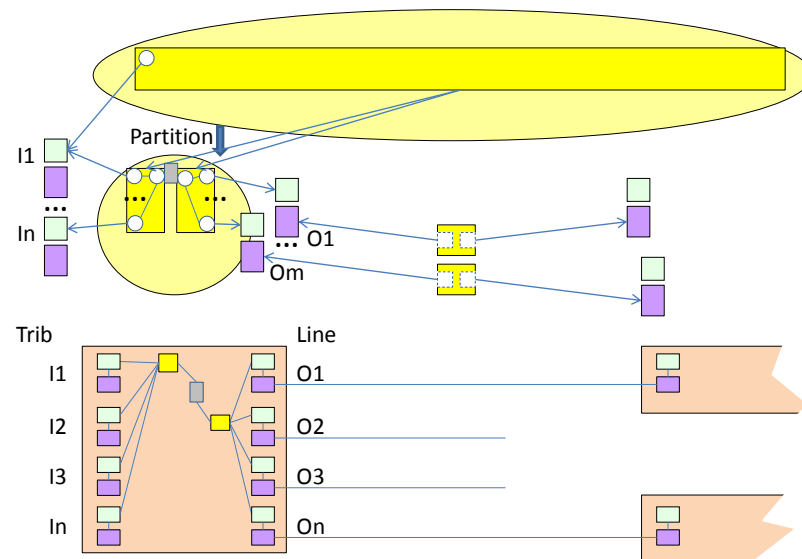 Partition
I1
...
... ...
In
O1
...
Om
Trib
Line
I1
O1
I2
O2
I3
O3
In
On